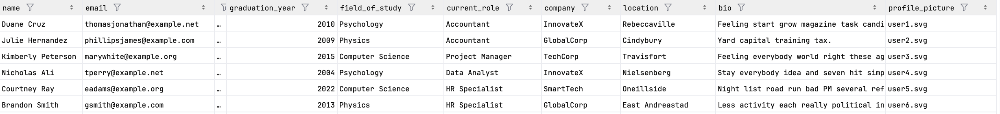 name email graduation_year field_of_study current_role company location bio profile_picture
Duane Cruz thomasjonathan@example.net … 2010 Psychology Accountant InnovateX Rebeccaville Feeling start grow magazine task candi user1.svg
Julie Hernandez phillipsjames@example.com … 2009 Physics Accountant GlobalCorp Cindybury Yard capital training tax. user2.svg
Kimberly Peterson marywhite@example.org … 2015 Computer Science Project Manager TechCorp Travisfort Feeling everybody world right these ag user3.svg
Nicholas Ali tperry@example.net … 2004 Psychology Data Analyst InnovateX Nielsenberg Stay everybody idea and seven hit simp user4.svg
Courtney Ray eadams@example.org … 2022 Computer Science HR Specialist SmartTech Oneillside Night list road run bad PM several ref user5.svg
Brandon Smith gsmith@example.com … 2013 Physics HR Specialist GlobalCorp East Andreastad Less activity each really political in user6.svg